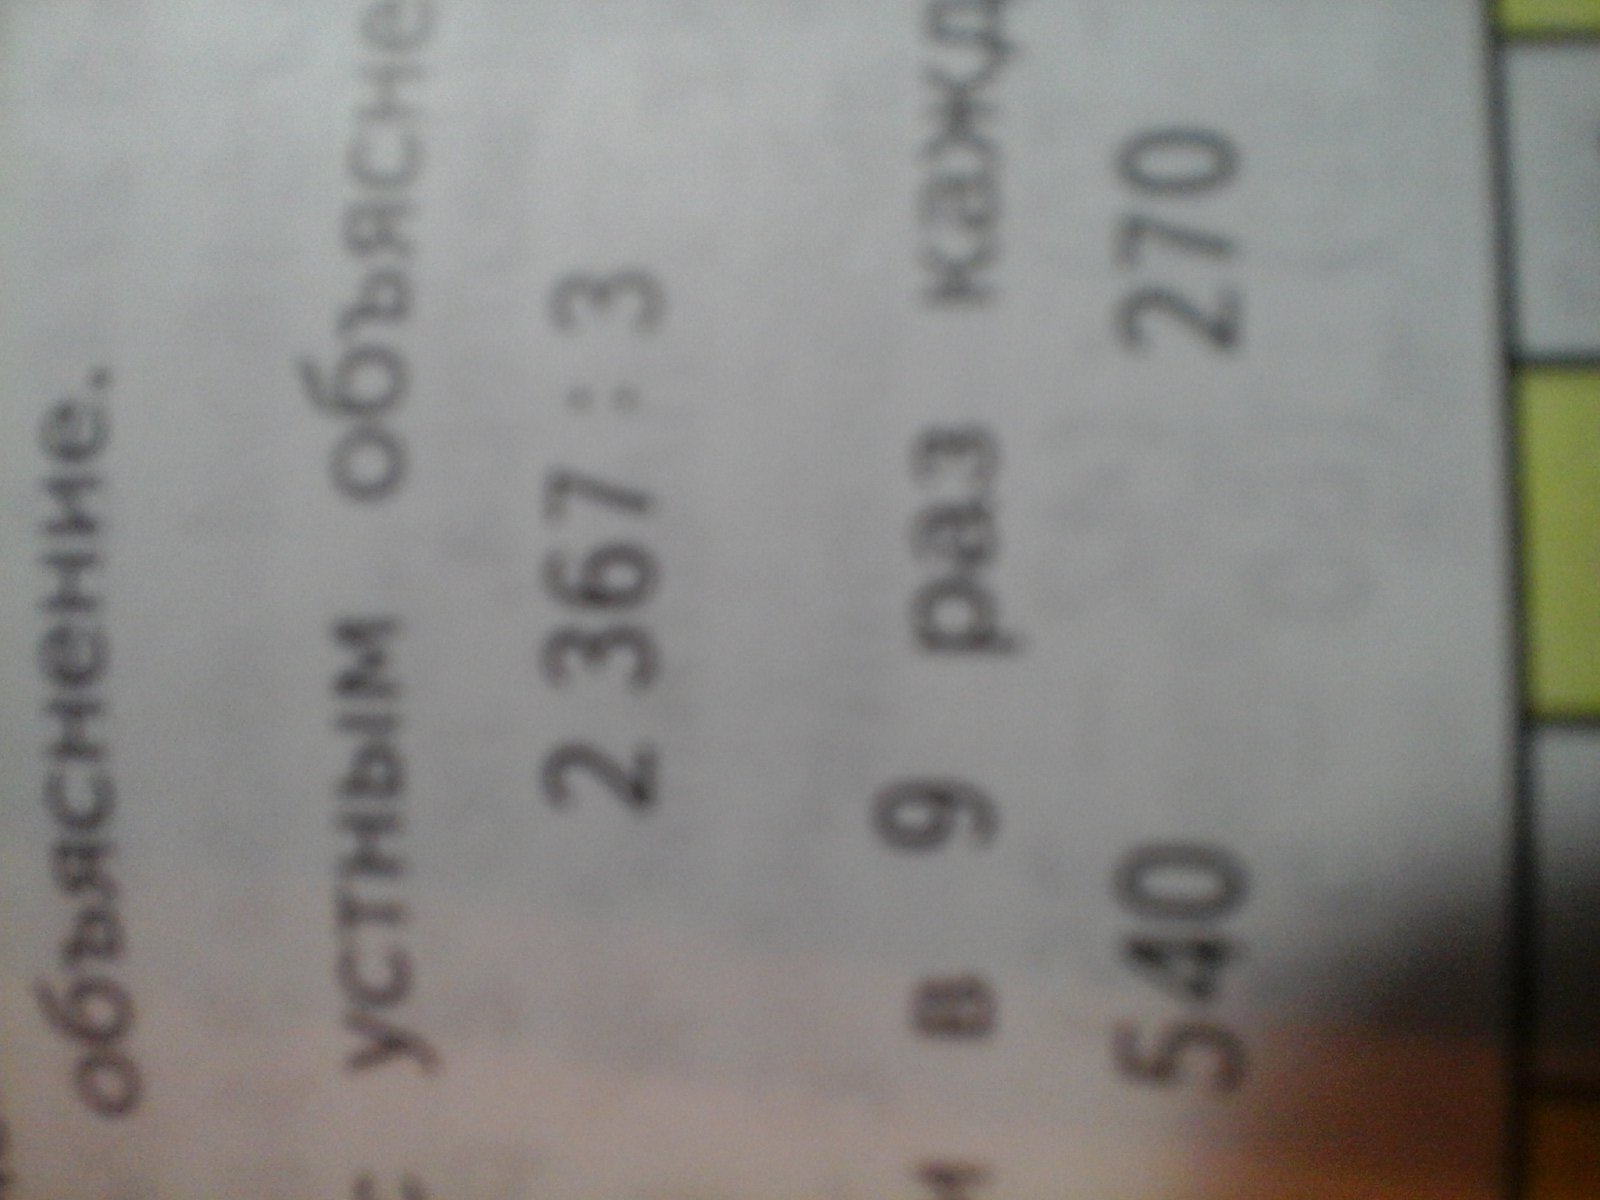 объяснение.
с устным объясне
2 367 : 3
в 9 раз кажд
540 270